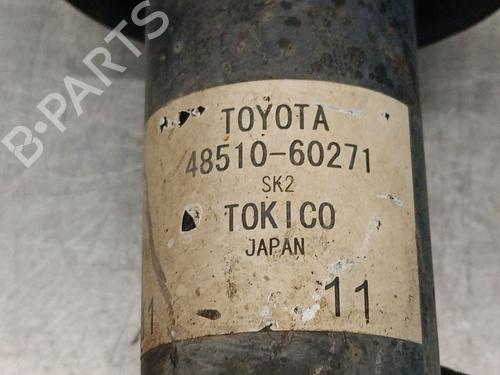 B-PARTS
TOYOTA
48510-60271
SK2
TOKICO
JAPAN
1 11